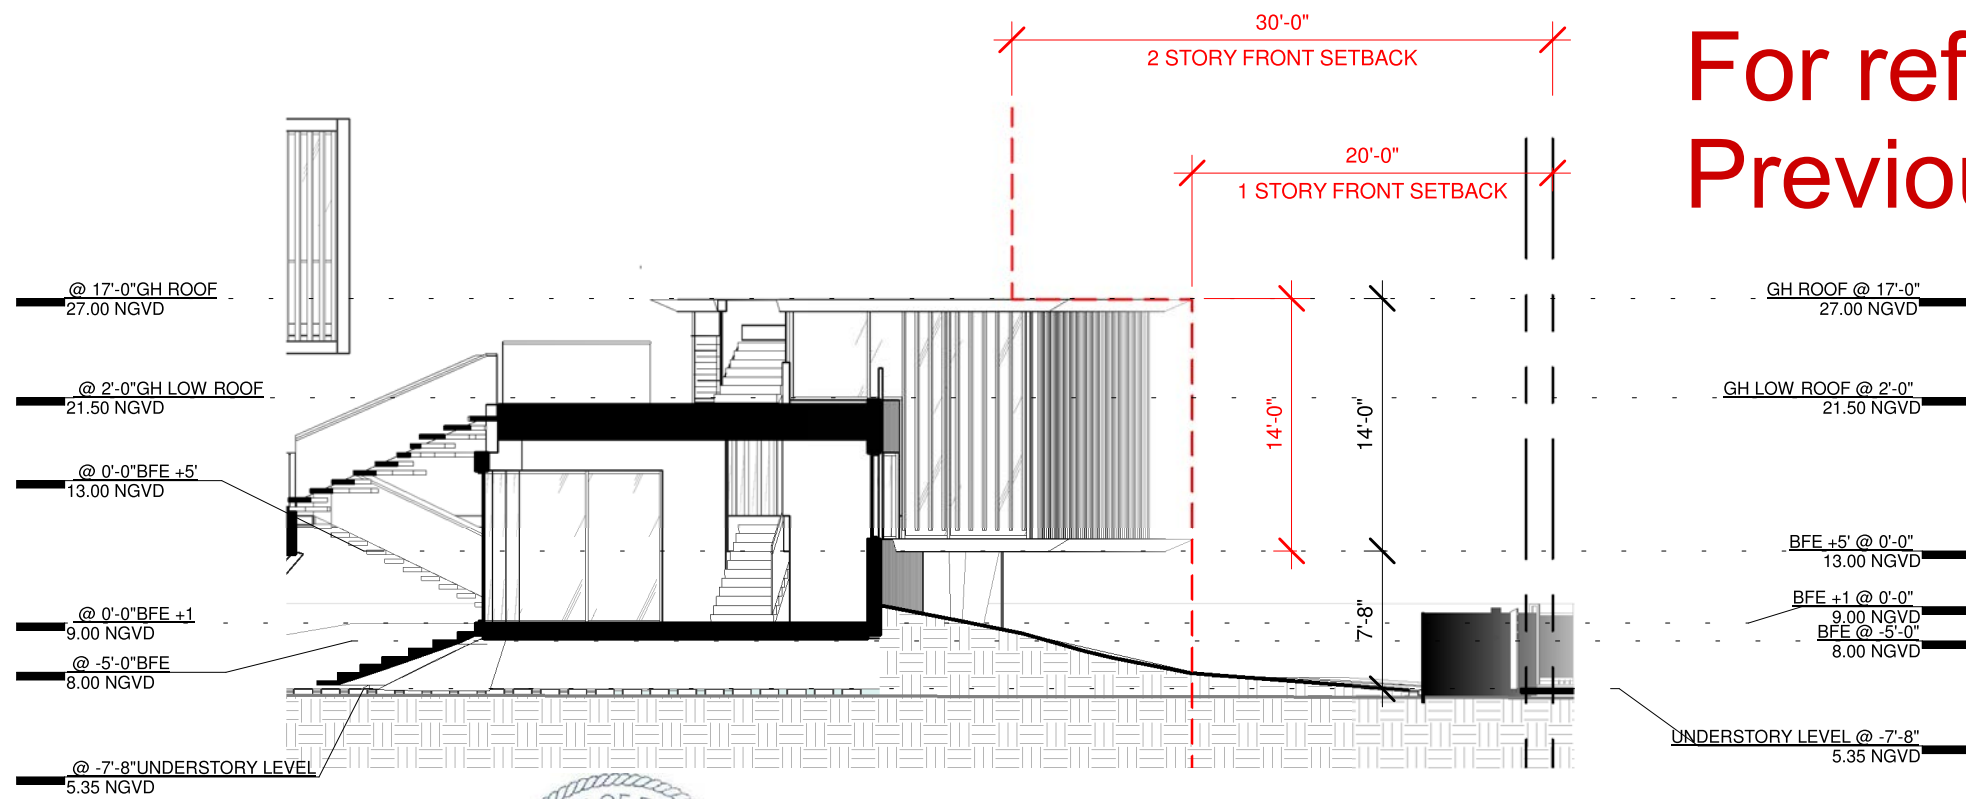 30'-0"
2 STORY FRONT SETBACK
For ref
Previou
20'-0"
1 STORY FRONT SETBACK
@ 17'-0"GH ROOF
27.00 NGVD
@ 2'-0"GH LOW ROOF
21.50 NGVD
@ 0'-0"BFE +5'
13.00 NGVD
@ 0'-0"BFE +1
9.00 NGVD
@ -5'-0"BFE
8.00 NGVD
@ -7'-8"UNDERSTORY LEVEL
5.35 NGVD
14'-0"
14'-0"
7'-8"
GH ROOF @ 17'-0"
27.00 NGVD
GH LOW ROOF @ 2'-0"
21.50 NGVD
BFE +5' @ 0'-0"
13.00 NGVD
BFE +1 @ 0'-0"
9.00 NGVD
BFE @ -5'-0"
8.00 NGVD
UNDERSTORY LEVEL @ -7'-8"
5.35 NGVD